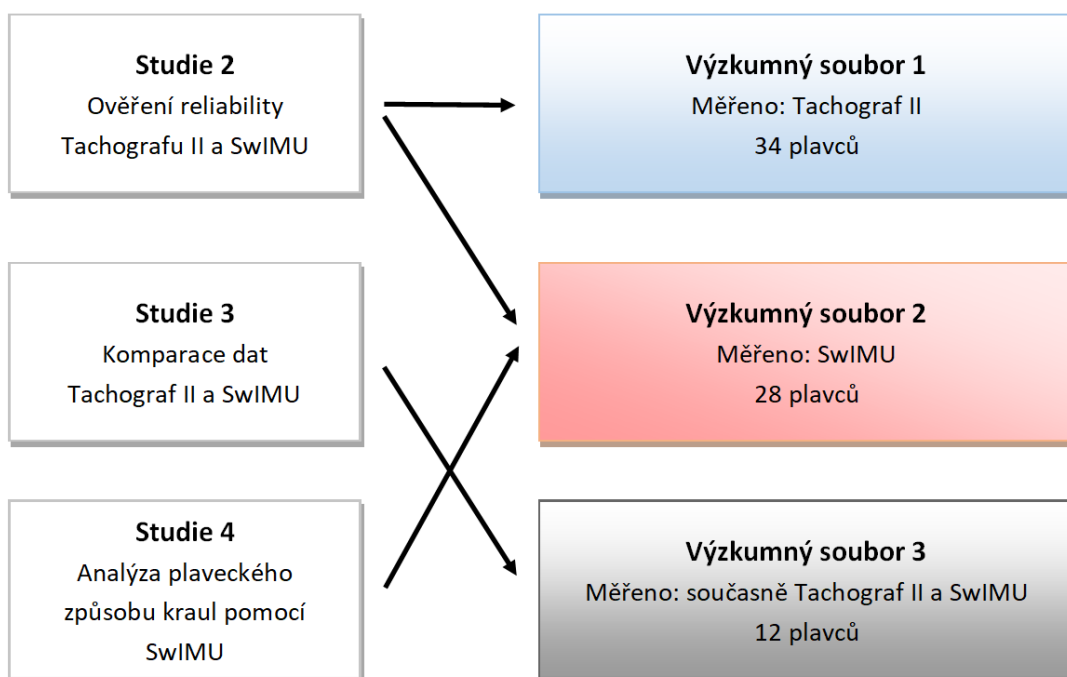 Studie 2
Ověření reliability
Tachografu II a SwIMU
Výzkumný soubor 1
Měřeno: Tachograf II
34 plavců
Studie 3
Komparace dat
Tachograf II a SwIMU
Výzkumný soubor 2
Měřeno: SwIMU
28 plavců
Studie 4
Analýza plaveckého
způsobu kraul pomocí
SwIMU
Výzkumný soubor 3
Měřeno: současně Tachograf II a SwIMU
12 plavců